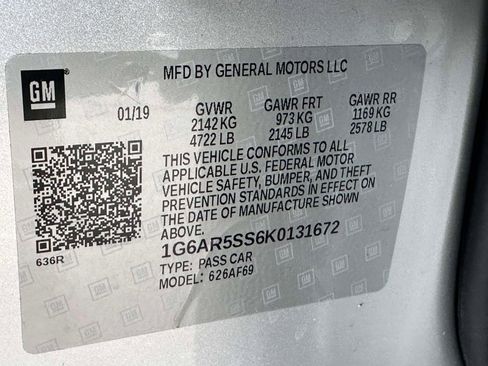 GM
MFD BY GENERAL MOTORS LLC
01/19
GVWR
2142 KG
4722 LB
GAWR FRT
973 KG
2145 LB
GAWR RR
1169 KG
2578 LB
THIS VEHICLE CONFORMS TO ALL
APPLICABLE U.S. FEDERAL MOTOR
VEHICLE SAFETY, BUMPER, AND THEFT
PREVENTION STANDARDS IN EFFECT ON
THE DATE OF MANUFACTURE SHOWN
ABOVE.
636R
1G6AR5SS6K0131672
TYPE: PASS CAR
MODEL: 626AF69